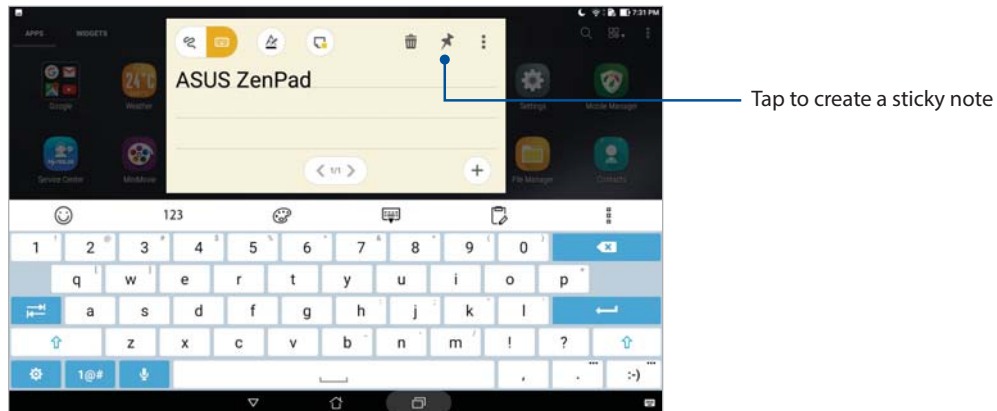 7:31 PM
APPS WIDGETS
ASUS ZenPad
Tap to create a sticky note
Google 24°C Weather Settings Mobile Manager
Service Center MiniMovie File Manager Contacts
1/1
123
1 ! 2 @ 3 # 4 $ 5 % 6 ^ 7 & 8 * 9 ( 0 )
q [ w ] e r t y u i o p "
a s d f g h : j ; k l
z x c v b n m / ! ?
1@# , . ... :-) ...